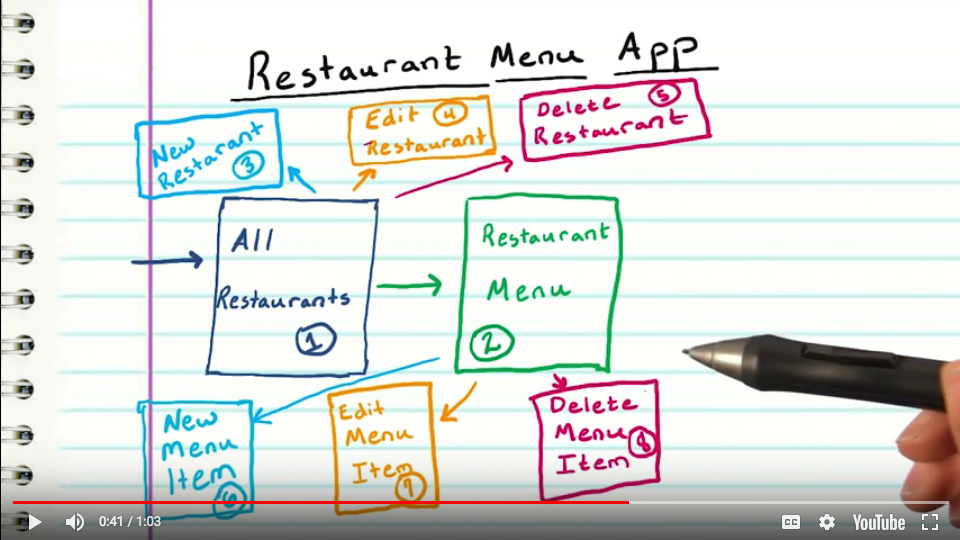 Restaurant Menu App
New
Restarant
3
Edit 4
Restaurant
Delete 5
Restaurant
All
Restaurants
1
Restaurant
Menu
2
New
Menu
Item
6
Edit
Menu
Item
7
Delete
Menu
Item
8
0:41 / 1:03
CC
YouTube